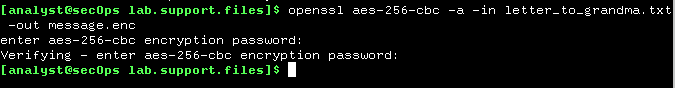 [analyst@secOps lab.support.files]$ openssl aes-256-cbc -a -in letter_to_grandma.txt
-out message.enc
enter aes-256-cbc encryption password:
Verifying - enter aes-256-cbc encryption password:
[analyst@secOps lab.support.files]$